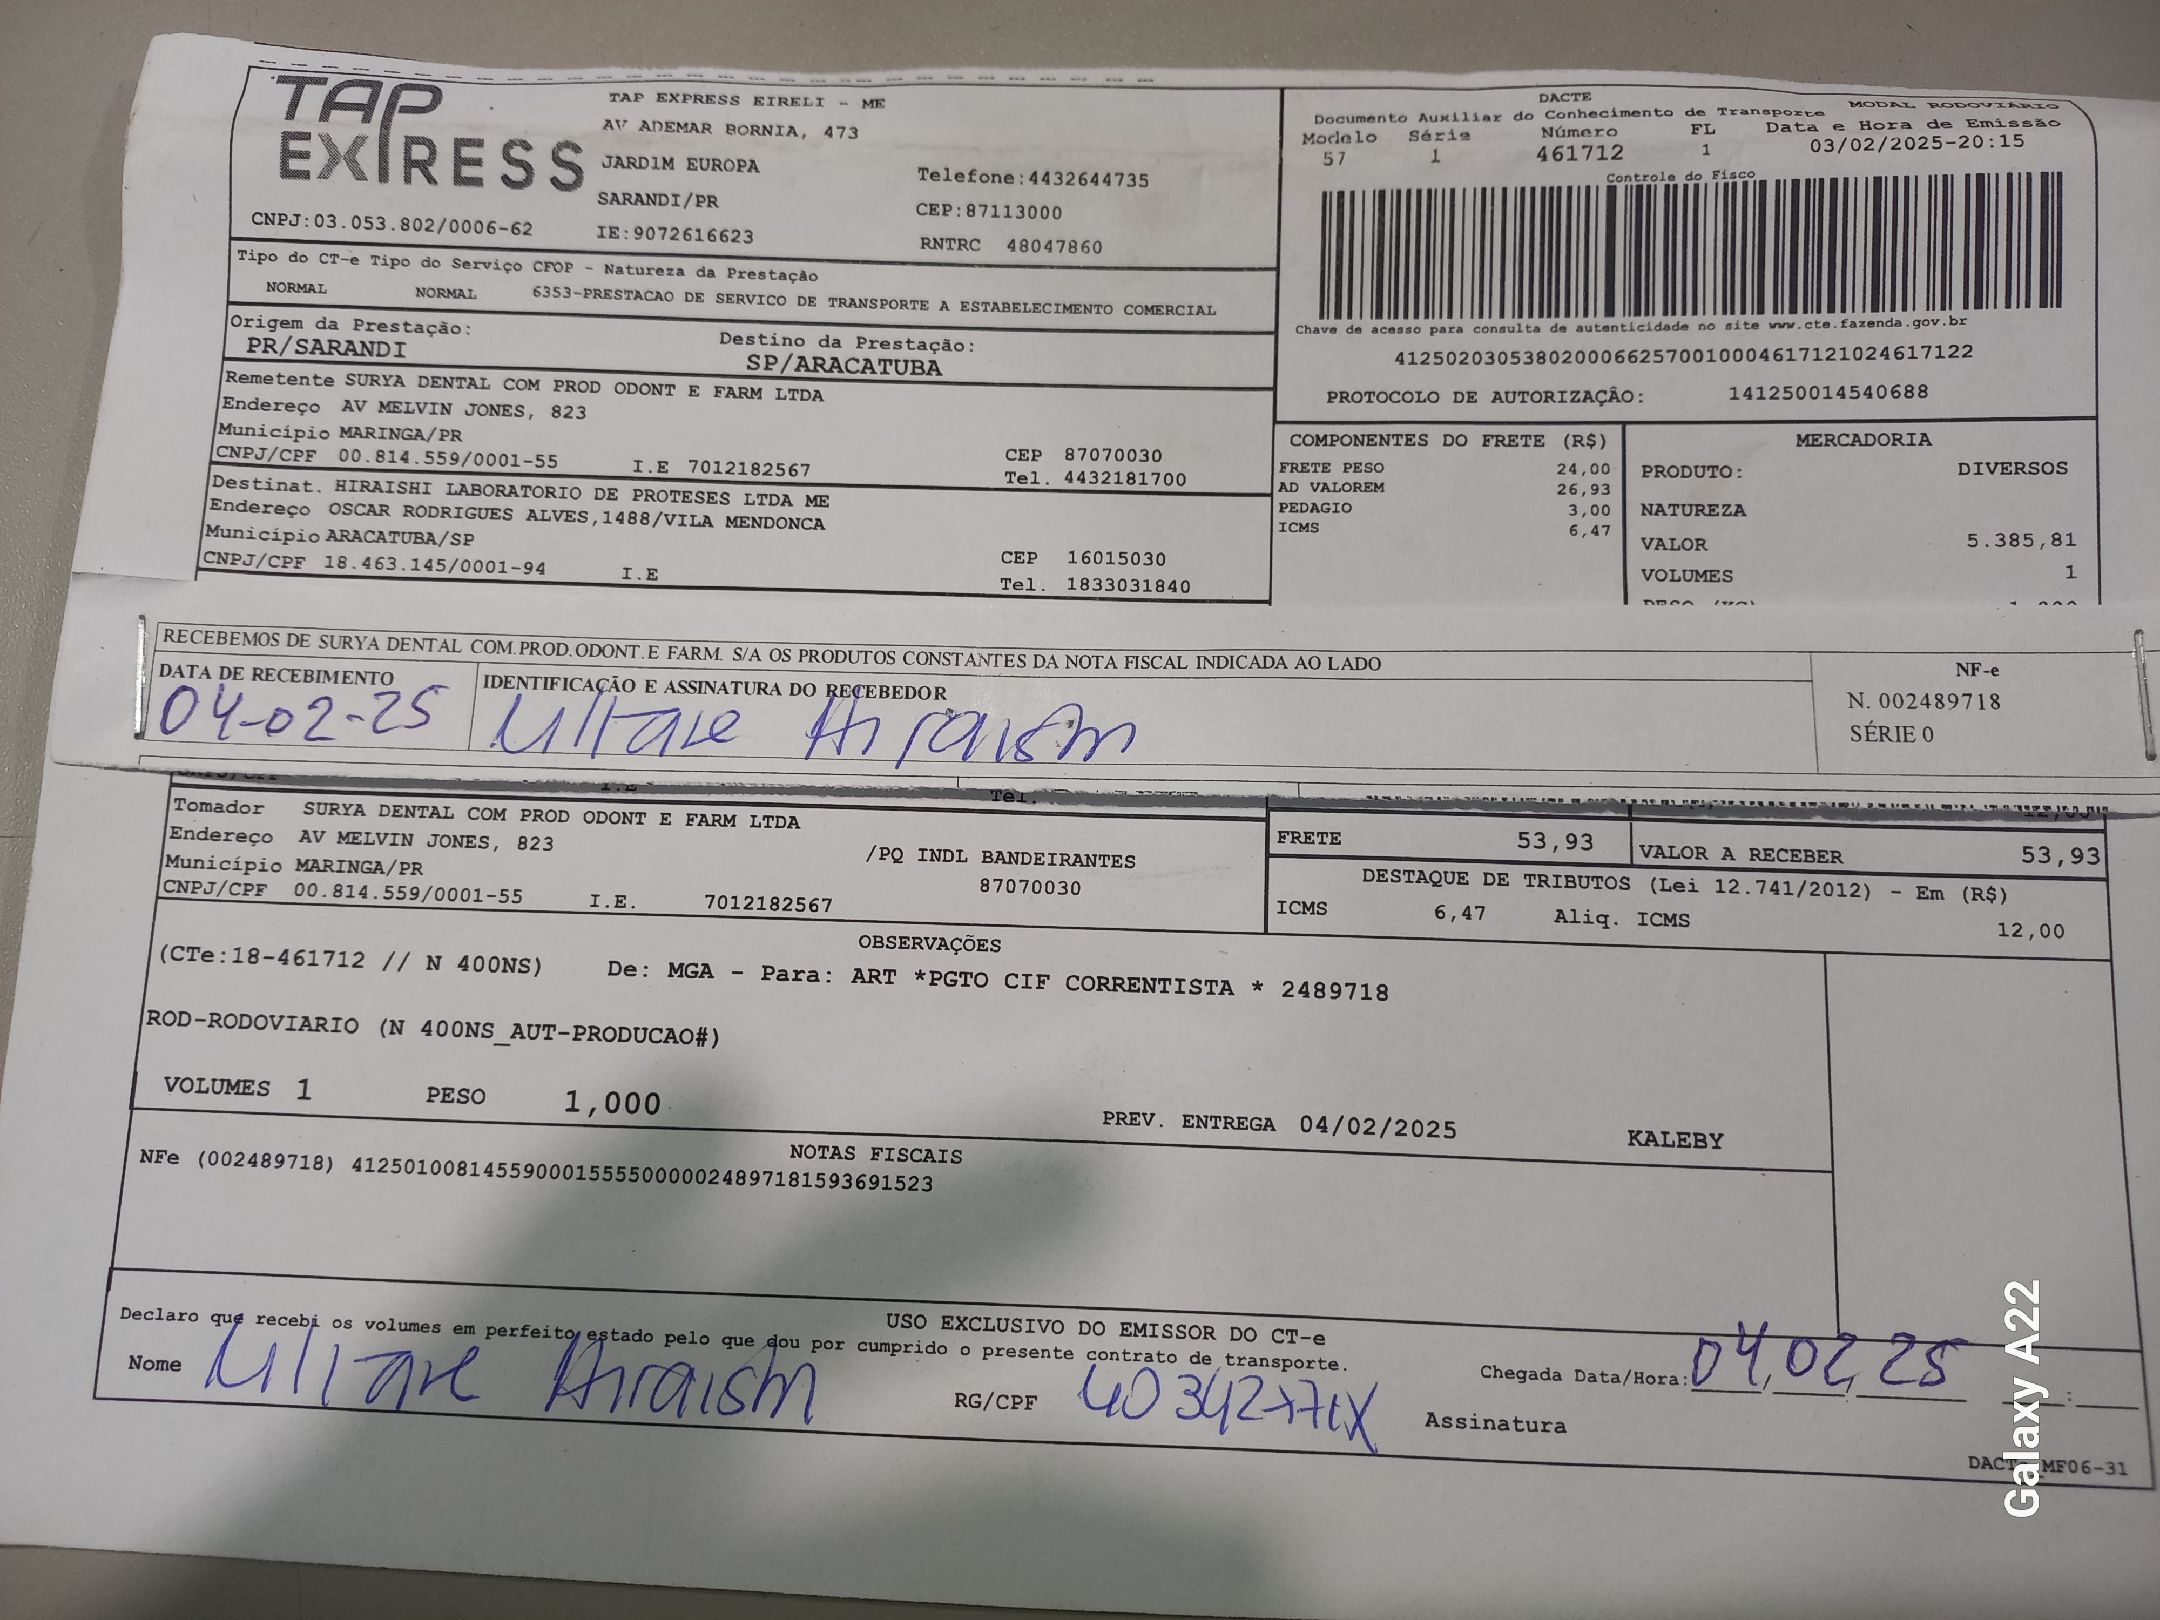 TAP
EXPRESS
TAP EXPRESS EIRELI - ME
AV ADEMAR BORNIA, 473
JARDIM EUROPA
Telefone:4432644735
SARANDI/PR
CEP:87113000
CNPJ:03.053.802/0006-62
IE:9072616623
RNTRC 48047860
DACTE
MODAL RODOVIÁRIO
Documento Auxiliar do Conhecimento de Transporte
Modelo Série Número FL Data e Hora de Emissão
57 1 461712 1 03/02/2025-20:15
Controle do Fisco
Chave de acesso para consulta de autenticidade no site www.cte.fazenda.gov.br
41250203053802000662570010004617121024617122
PROTOCOLO DE AUTORIZAÇÃO: 141250014540688
Tipo do CT-e Tipo do Serviço CFOP - Natureza da Prestação
NORMAL NORMAL 6353-PRESTACAO DE SERVICO DE TRANSPORTE A ESTABELECIMENTO COMERCIAL
Origem da Prestação: Destino da Prestação:
PR/SARANDI SP/ARACATUBA
Remetente SURYA DENTAL COM PROD ODONT E FARM LTDA
Endereço AV MELVIN JONES, 823
Município MARINGA/PR CEP 87070030
CNPJ/CPF 00.814.559/0001-55 I.E 7012182567 Tel. 4432181700
Destinat. HIRAISHI LABORATORIO DE PROTESES LTDA ME
Endereço OSCAR RODRIGUES ALVES,1488/VILA MENDONCA
Município ARACATUBA/SP CEP 16015030
CNPJ/CPF 18.463.145/0001-94 I.E Tel. 1833031840
COMPONENTES DO FRETE (R$)
FRETE PESO 24,00
AD VALOREM 26,93
PEDAGIO 3,00
ICMS 6,47
MERCADORIA
PRODUTO: DIVERSOS
NATUREZA
VALOR 5.385,81
VOLUMES 1
RECEBEMOS DE SURYA DENTAL COM.PROD.ODONT.E FARM. S/A OS PRODUTOS CONSTANTES DA NOTA FISCAL INDICADA AO LADO
DATA DE RECEBIMENTO IDENTIFICAÇÃO E ASSINATURA DO RECEBEDOR
04-02-25
NF-e
N. 002489718
SÉRIE 0
Tel.
Tomador SURYA DENTAL COM PROD ODONT E FARM LTDA
Endereço AV MELVIN JONES, 823 /PQ INDL BANDEIRANTES
Município MARINGA/PR 87070030
CNPJ/CPF 00.814.559/0001-55 I.E. 7012182567
FRETE 53,93 VALOR A RECEBER 53,93
DESTAQUE DE TRIBUTOS (Lei 12.741/2012) - Em (R$)
ICMS 6,47 Aliq. ICMS 12,00
OBSERVAÇÕES
(CTe:18-461712 // N 400NS) De: MGA - Para: ART *PGTO CIF CORRENTISTA * 2489718
ROD-RODOVIARIO (N 400NS_AUT-PRODUCAO#)
VOLUMES 1 PESO 1,000 PREV. ENTREGA 04/02/2025 KALEBY
NOTAS FISCAIS
NFe (002489718) 41250100814559000155550000024897181593691523
USO EXCLUSIVO DO EMISSOR DO CT-e
Declaro que recebi os volumes em perfeito estado pelo que dou por cumprido o presente contrato de transporte.
Nome RG/CPF Chegada Data/Hora: 04,02,25 :
Assinatura
MF06-31
Galaxy A22